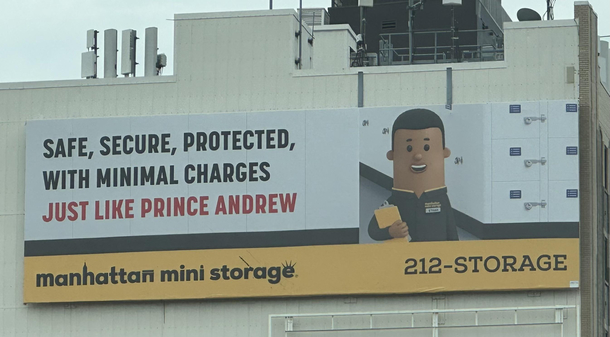 SAFE, SECURE, PROTECTED,
WITH MINIMAL CHARGES
JUST LIKE PRINCE ANDREW
manhattan mini storage
212-STORAGE